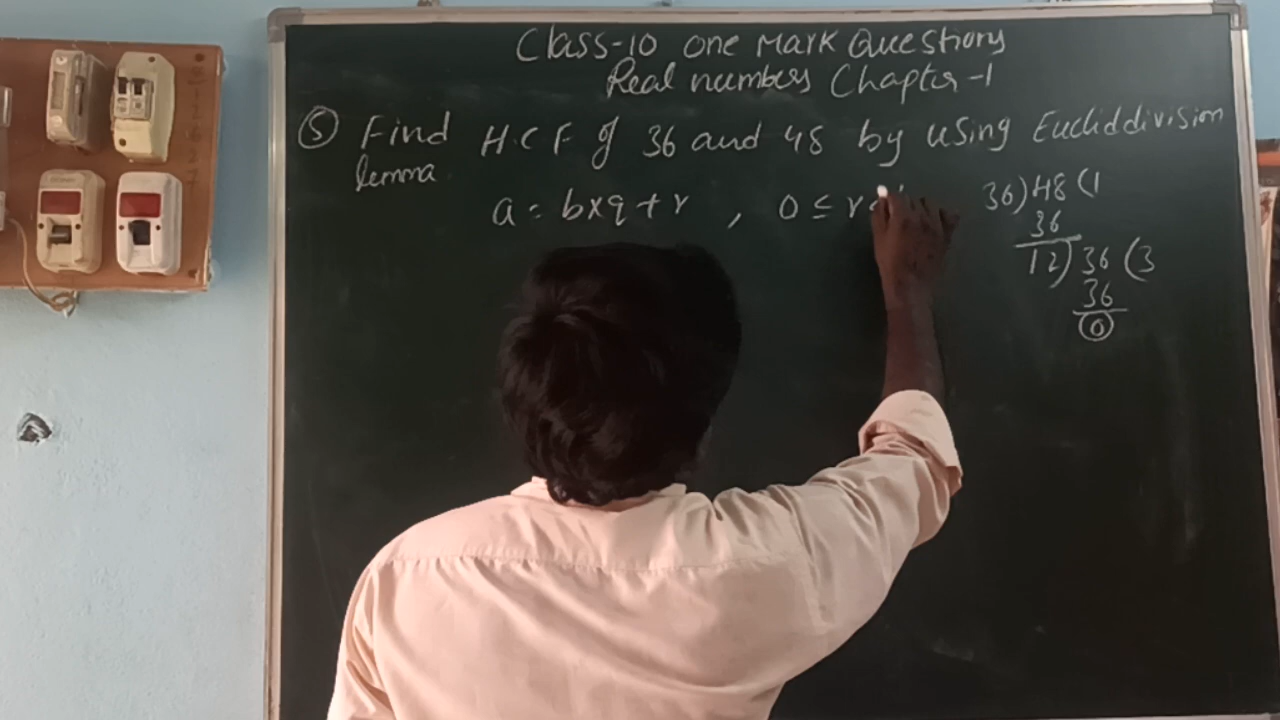 Class-10 one Mark Questions
Real numbers Chapter-1
⑤ Find H.C.F of 36 and 48 by using Euclid division
lemma
a = b×q + r , 0 ≤ r <
36) 48 (1
36
12) 36 (3
36
0